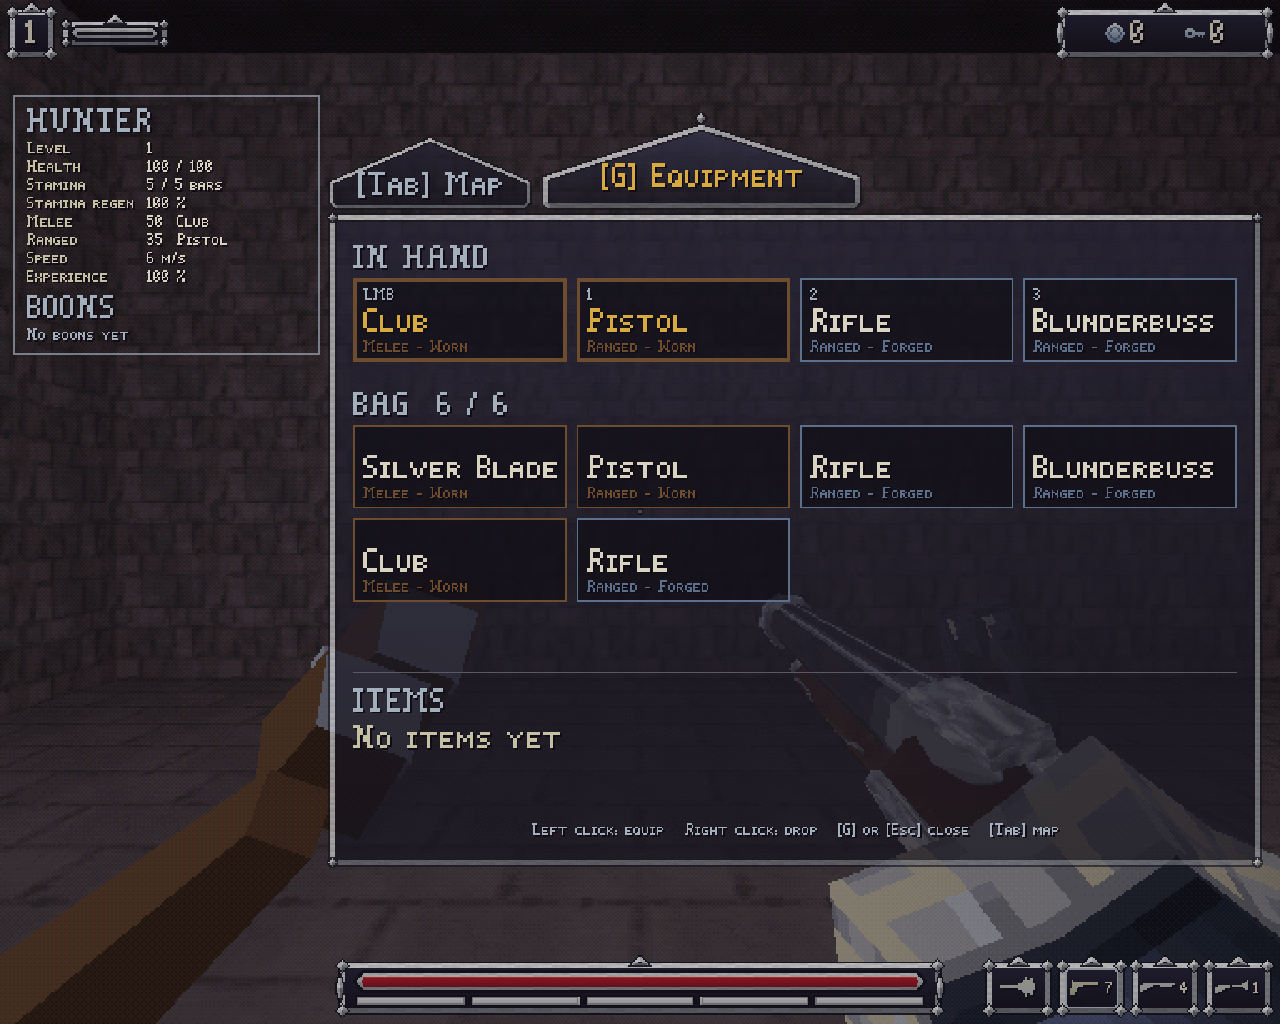 1
0 0
HUNTER
LEVEL 1
HEALTH 100 / 100
STAMINA 5 / 5 BARS
STAMINA REGEN 100 %
MELEE 50 CLUB
RANGED 35 PISTOL
SPEED 6 M/S
EXPERIENCE 100 %
BOONS
NO BOONS YET
[TAB] MAP
[G] EQUIPMENT
IN HAND
LMB
CLUB
MELEE - WORN
1
PISTOL
RANGED - WORN
2
RIFLE
RANGED - FORGED
3
BLUNDERBUSS
RANGED - FORGED
BAG 6 / 6
SILVER BLADE
MELEE - WORN
PISTOL
RANGED - WORN
RIFLE
RANGED - FORGED
BLUNDERBUSS
RANGED - FORGED
CLUB
MELEE - WORN
RIFLE
RANGED - FORGED
ITEMS
NO ITEMS YET
LEFT CLICK: EQUIP RIGHT CLICK: DROP [G] OR [ESC] CLOSE [TAB] MAP
7 4 1